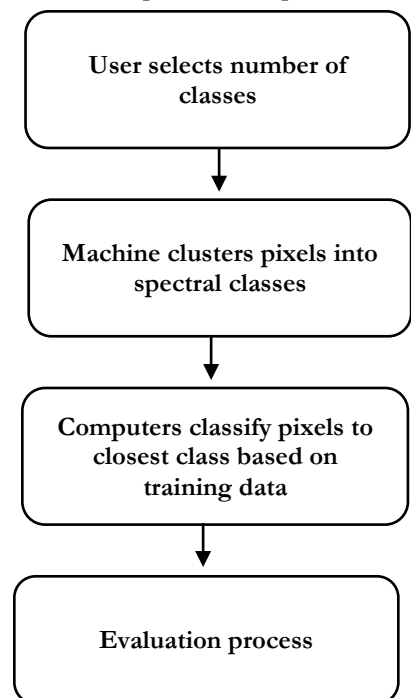 User selects number of
classes
Machine clusters pixels into
spectral classes
Computers classify pixels to
closest class based on
training data
Evaluation process